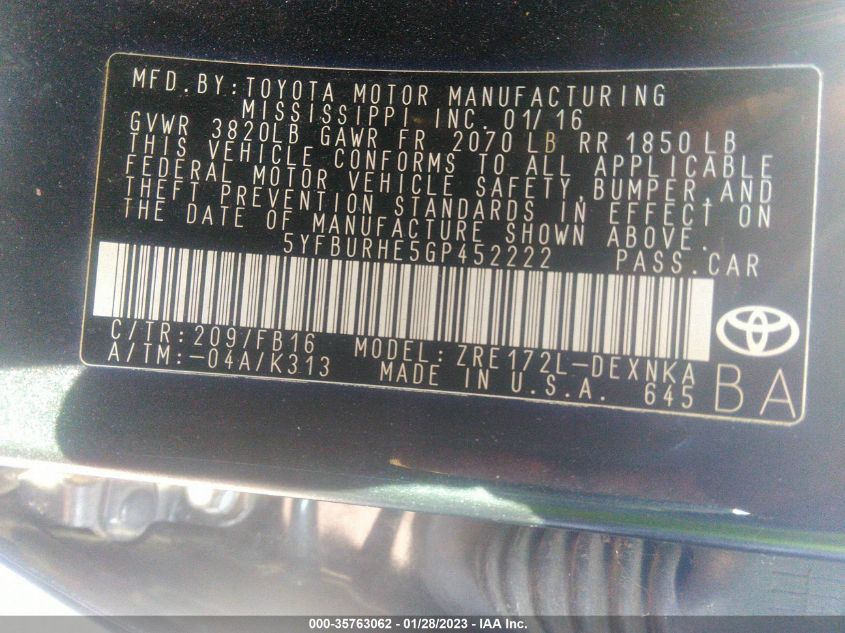 MFD.BY:TOYOTA MOTOR MANUFACTURING
MISSISSIPPI INC. 01/16
GVWR 3820LB GAWR FR 2070 LB RR 1850 LB
THIS VEHICLE CONFORMS TO ALL APPLICABLE
FEDERAL MOTOR VEHICLE SAFETY,BUMPER,AND
THEFT PREVENTION STANDARDS IN EFFECT ON
THE DATE OF MANUFACTURE SHOWN ABOVE.
5YFBURHE5GP452222 PASS.CAR
C/TR:209/FB16 MODEL:ZRE172L-DEXNKA
A/TM:-04A/K313 MADE IN U.S.A. 645 BA
000-35763062 - 01/28/2023 - IAA Inc.